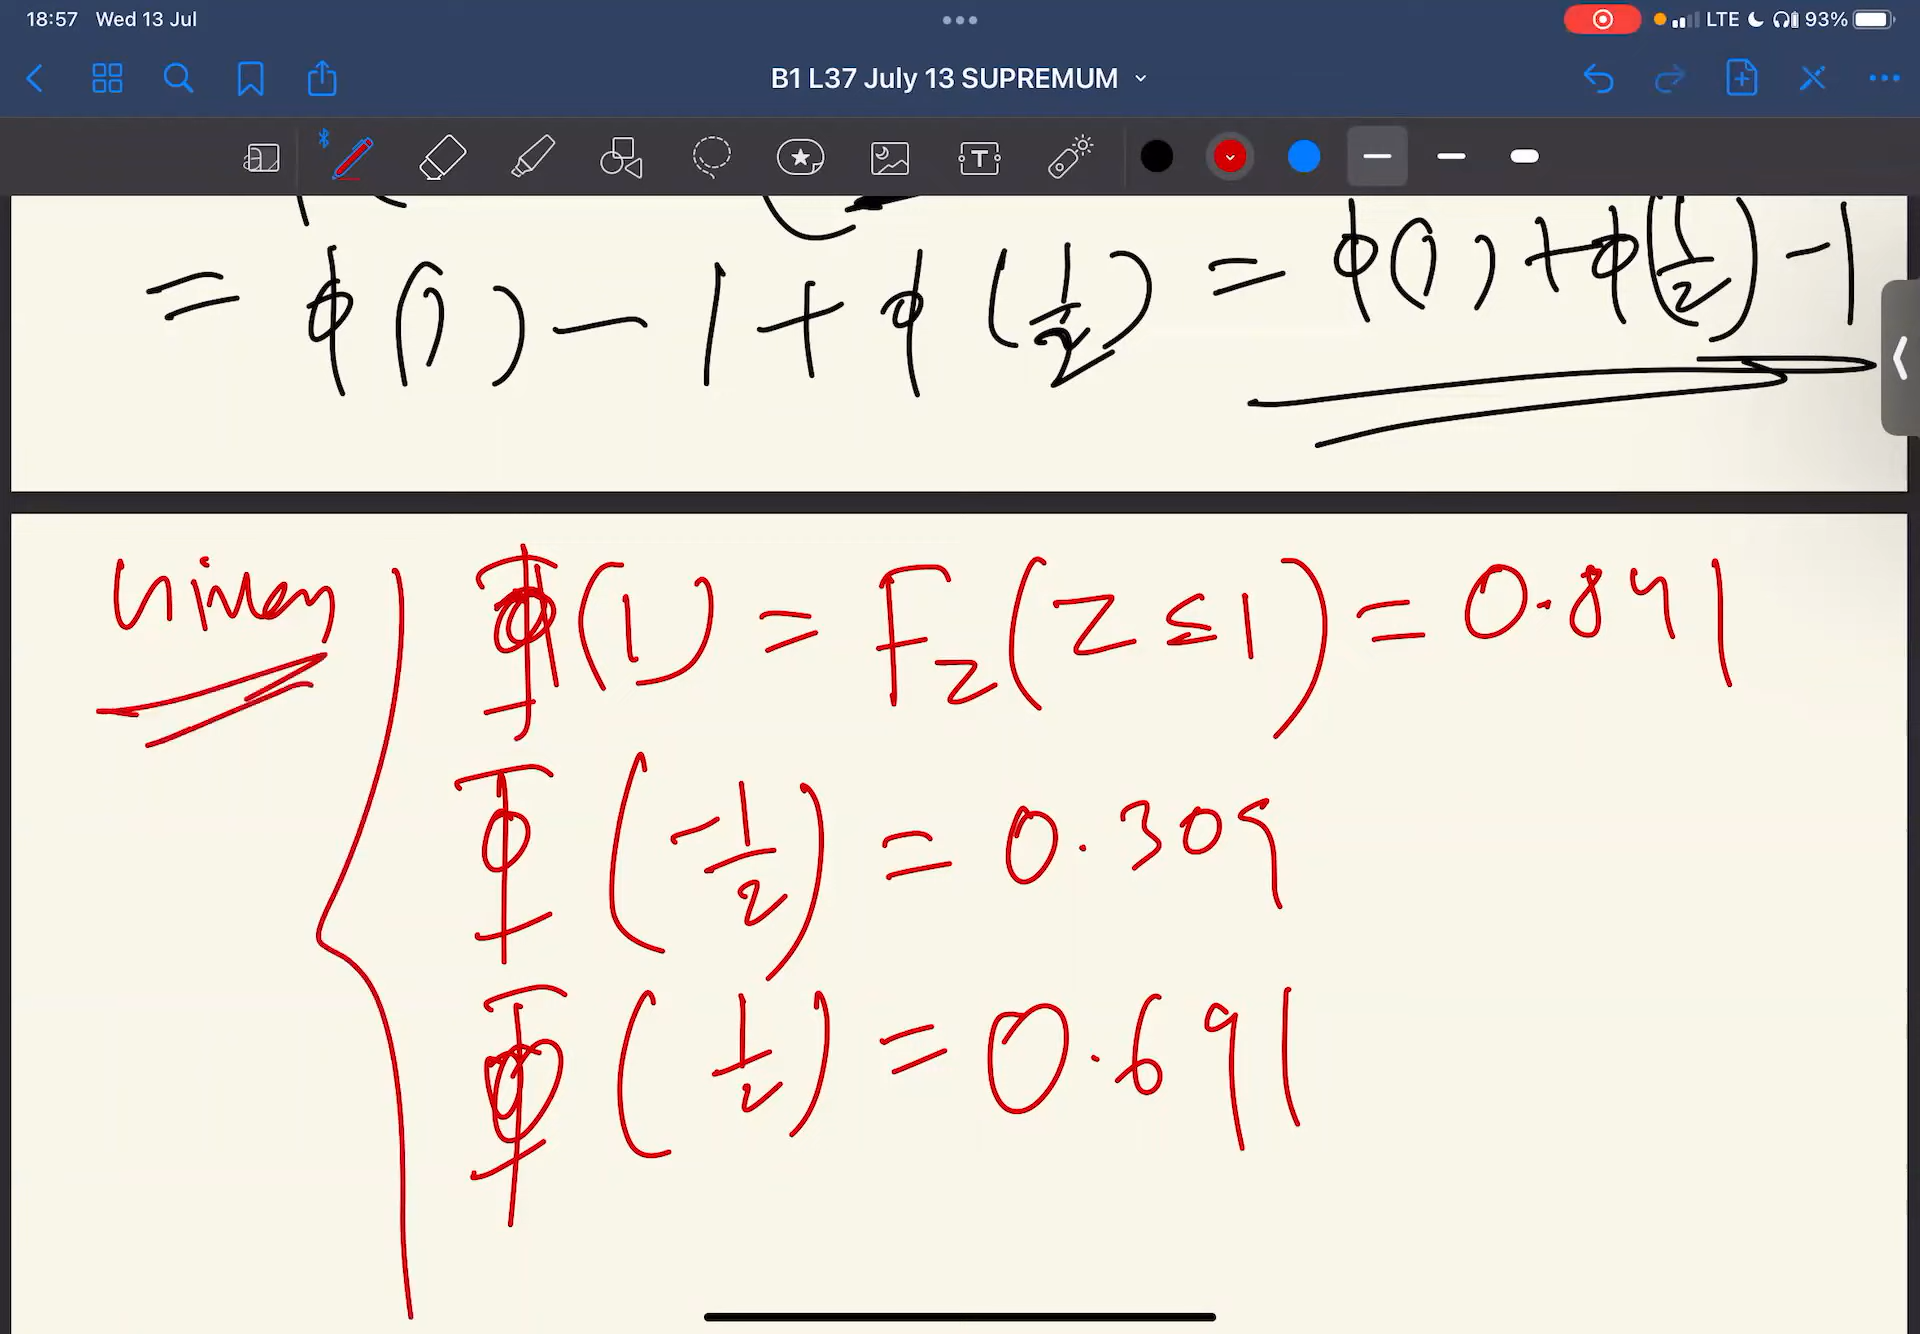 18:57 Wed 13 Jul
LTE 93%
B1 L37 July 13 SUPREMUM
T
= ϕ(1) − 1 + ϕ(1/2) = ϕ(1) + ϕ(1/2) − 1
Given
Φ(1) = F_Z(Z ≤ 1) = 0.841
Φ(-1/2) = 0.309
Φ(1/2) = 0.691